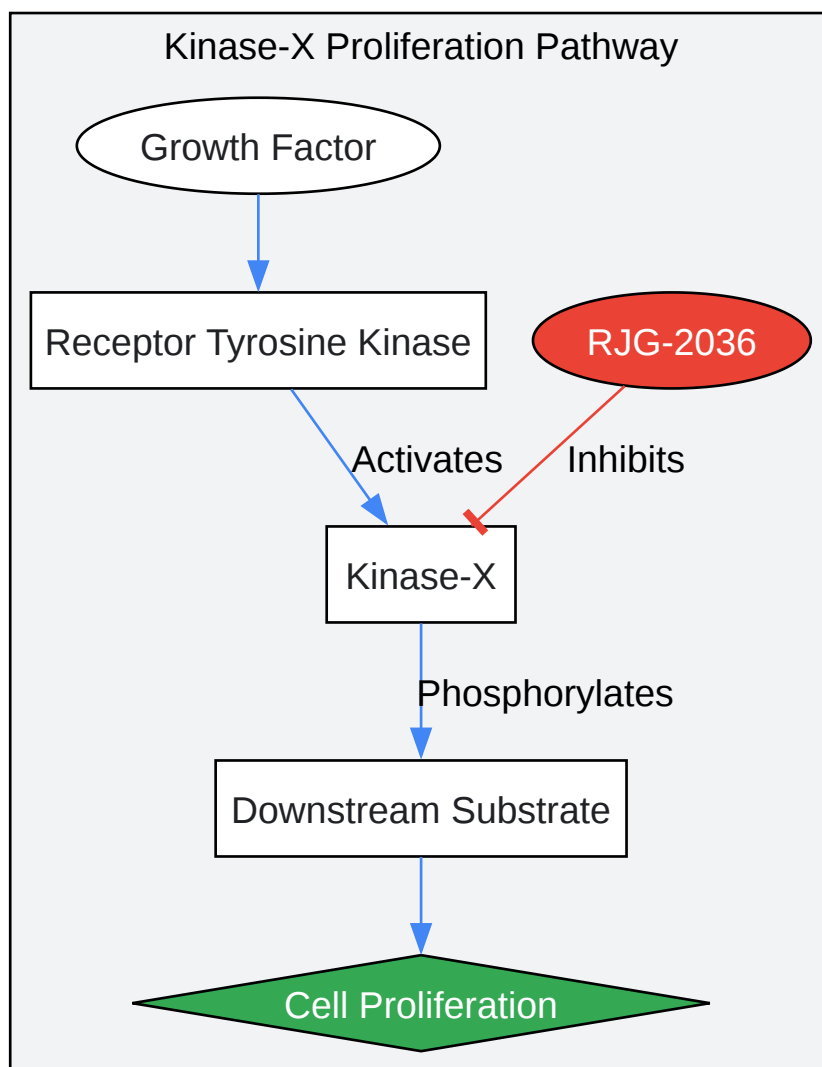 Kinase-X Proliferation Pathway
Growth Factor
Receptor Tyrosine Kinase
RJG-2036
Activates
Inhibits
Kinase-X
Phosphorylates
Downstream Substrate
Cell Proliferation